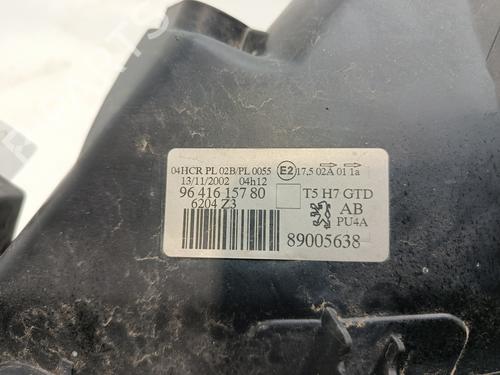 04HCR PL 02B/PL 0055 E2 17,5 02A 01 1a
13/11/2002 04h12
96 416 157 80 T5 H7 GTD
6204 Z3 AB
PU4A
89005638